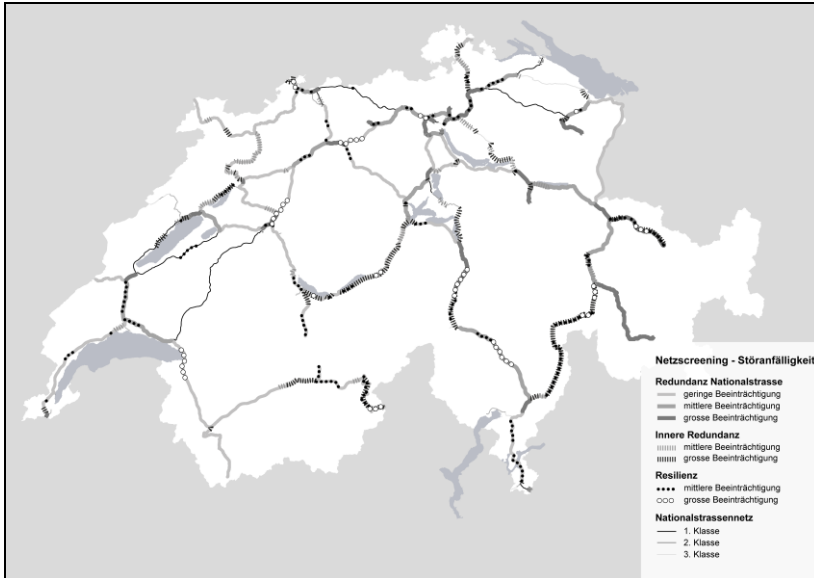 Netzscreening - Störanfälligkeit
Redundanz Nationalstrasse
geringe Beeinträchtigung
mittlere Beeinträchtigung
grosse Beeinträchtigung
Innere Redundanz
mittlere Beeinträchtigung
grosse Beeinträchtigung
Resilienz
mittlere Beeinträchtigung
grosse Beeinträchtigung
Nationalstrassennetz
1. Klasse
2. Klasse
3. Klasse